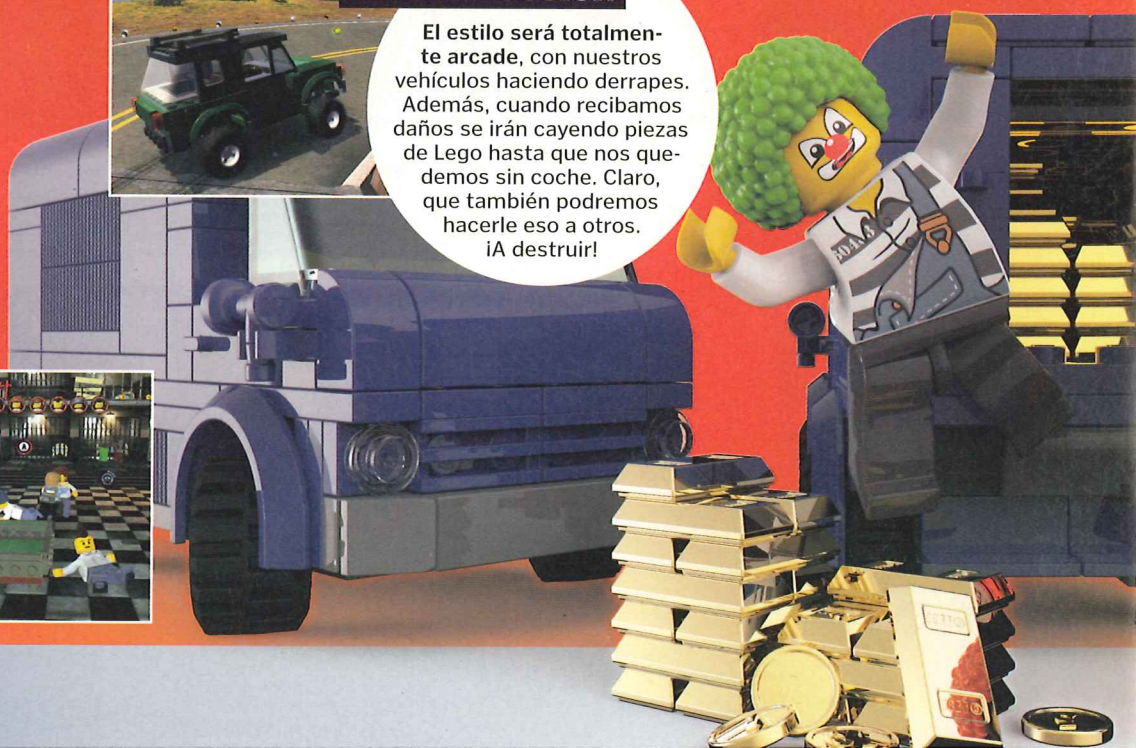 El estilo será totalmen-
te arcade, con nuestros
vehículos haciendo derrapes.
Además, cuando recibamos
daños se irán cayendo piezas
de Lego hasta que nos que-
demos sin coche. Claro,
que también podremos
hacerle eso a otros.
¡A destruir!